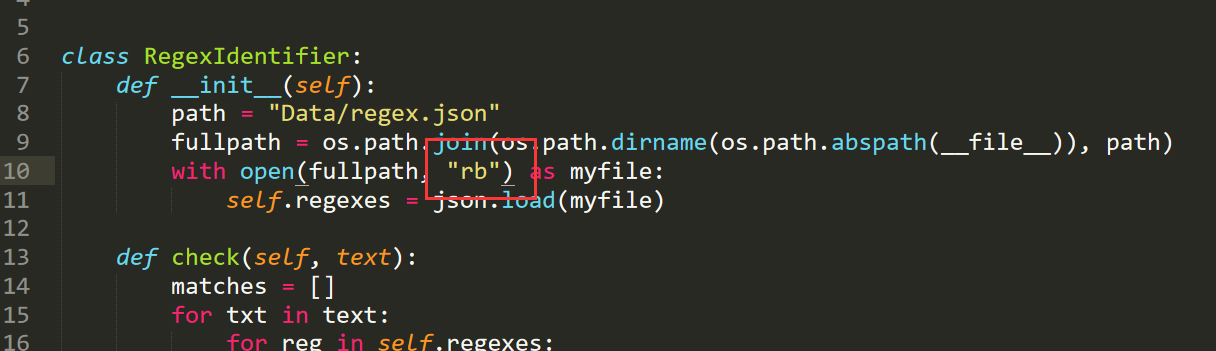 4
5
6 class RegexIdentifier:
7 def __init__(self):
8 path = "Data/regex.json"
9 fullpath = os.path.join(os.path.dirname(os.path.abspath(__file__)), path)
10 with open(fullpath, "rb") as myfile:
11 self.regexes = json.load(myfile)
12
13 def check(self, text):
14 matches = []
15 for txt in text:
16 for reg in self.regexes: